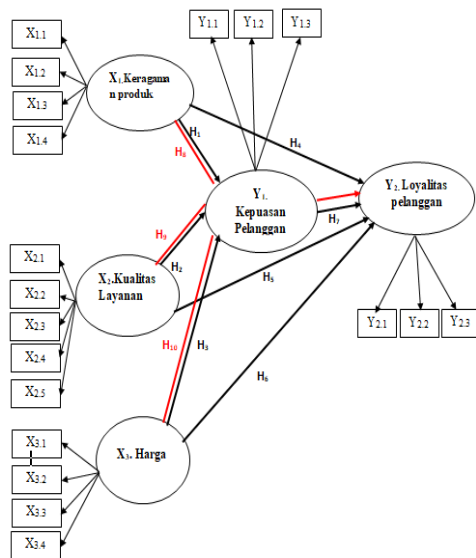 X1.1
X1.2
X1.3
X1.4
X1.Keragama
n produk
Y1.1
Y1.2
Y1.3
H1
H8
H4
Y1.
Kepuasan
Pelanggan
Y2. Loyalitas
pelanggan
H7
H9
H2
X2.1
X2.2
X2.3
X2.4
X2.5
X2.Kualitas
Layanan
H5
Y2.1
Y2.2
Y2.3
H10
H3
H6
X3.1
X3.2
X3.3
X3.4
X3. Harga